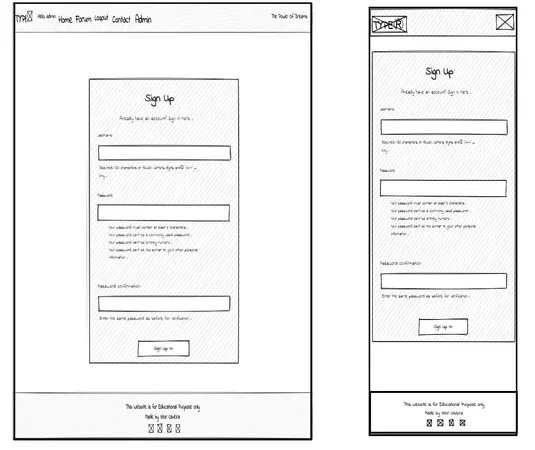 TYPE
Hello, admin
Home Forum Logout Contact Admin
The Power of Dreams
Sign Up
Already have an account? Sign in here.
Username
Required. 150 characters or fewer. Letters, digits and
only.
Password
Your password must contain at least 8 characters.
Your password can't be a commonly used password.
Your password can't be entirely numeric.
Your password can't be too similar to your other personal
information.
Password confirmation
Enter the same password as before, for verification.
Sign Up
This website is for Educational Purpose only
Made by
TYPE R
Sign Up
Already have an account? Sign in here.
Username
Required. 150 characters or fewer. Letters, digits and
only.
Password
Your password must contain at least 8 characters.
Your password can't be a commonly used password.
Your password can't be entirely numeric.
Your password can't be too similar to your other personal
information.
Password confirmation
Enter the same password as before, for verification.
Sign Up
This website is for Educational Purpose only
Made by